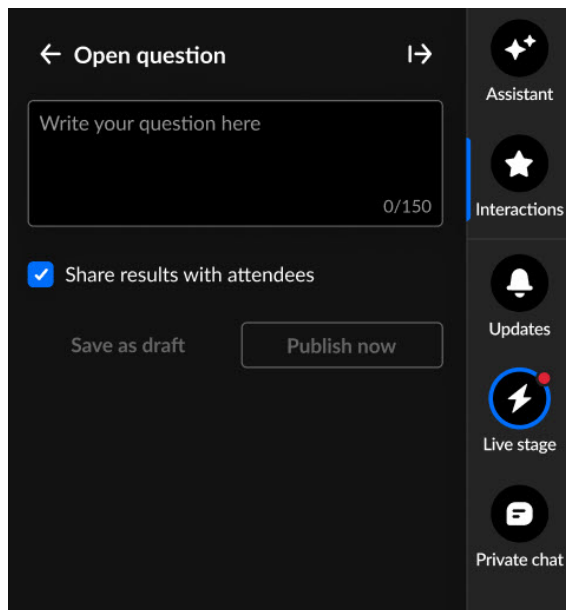 Open question
Write your question here
0/150
Share results with attendees
Save as draft
Publish now
Assistant
Interactions
Updates
Live stage
Private chat